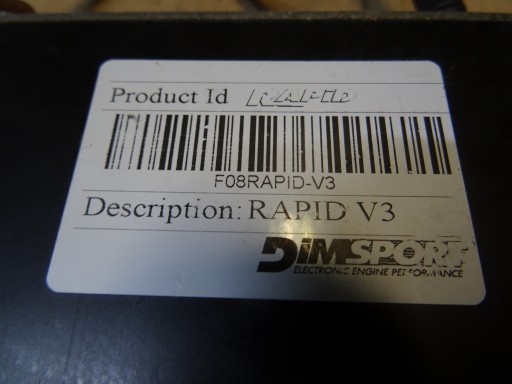 Product Id
F08RAPID-V3
Description: RAPID V3
DiMSPORT
ELECTRONIC ENGINE PERFORMANCE